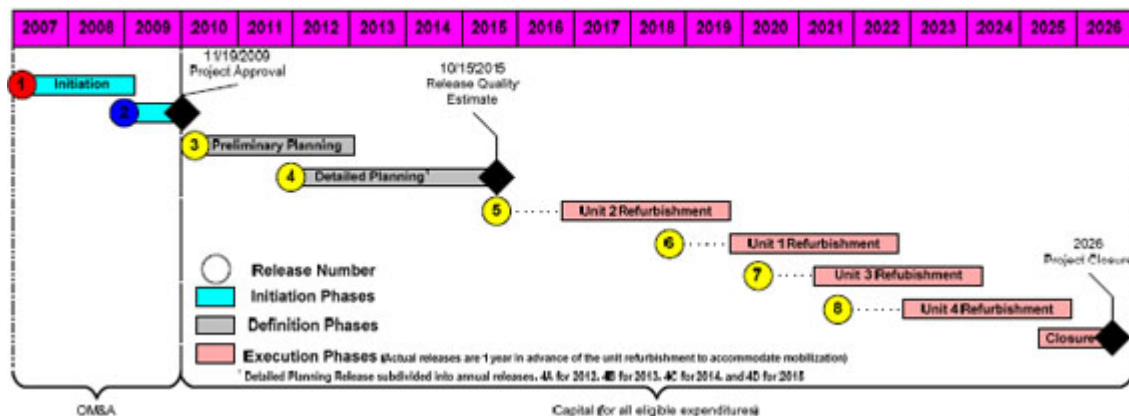 2007 2008 2009 2010 2011 2012 2013 2014 2015 2016 2017 2018 2019 2020 2021 2022 2023 2024 2025 2026
11/19/2009
Project Approval
10/15/2015
Release Quality
Estimate
1 Initiation
2
3 Preliminary Planning
4 Detailed Planning¹
5 Unit 2 Refurbishment
6 Unit 1 Refurbishment
2026
Project Closure
7 Unit 3 Refubishment
8 Unit 4 Refurbishment
Closure
Release Number
Initiation Phases
Definition Phases
Execution Phases (Actual releases are 1 year in advance of the unit refurbishment to accommodate mobilization)
¹ Detailed Planning Release subdivided into annual releases. 4A for 2012, 4B for 2013, 4C for 2014, and 4D for 2015
OM&A
Capital (for all eligible expenditures)